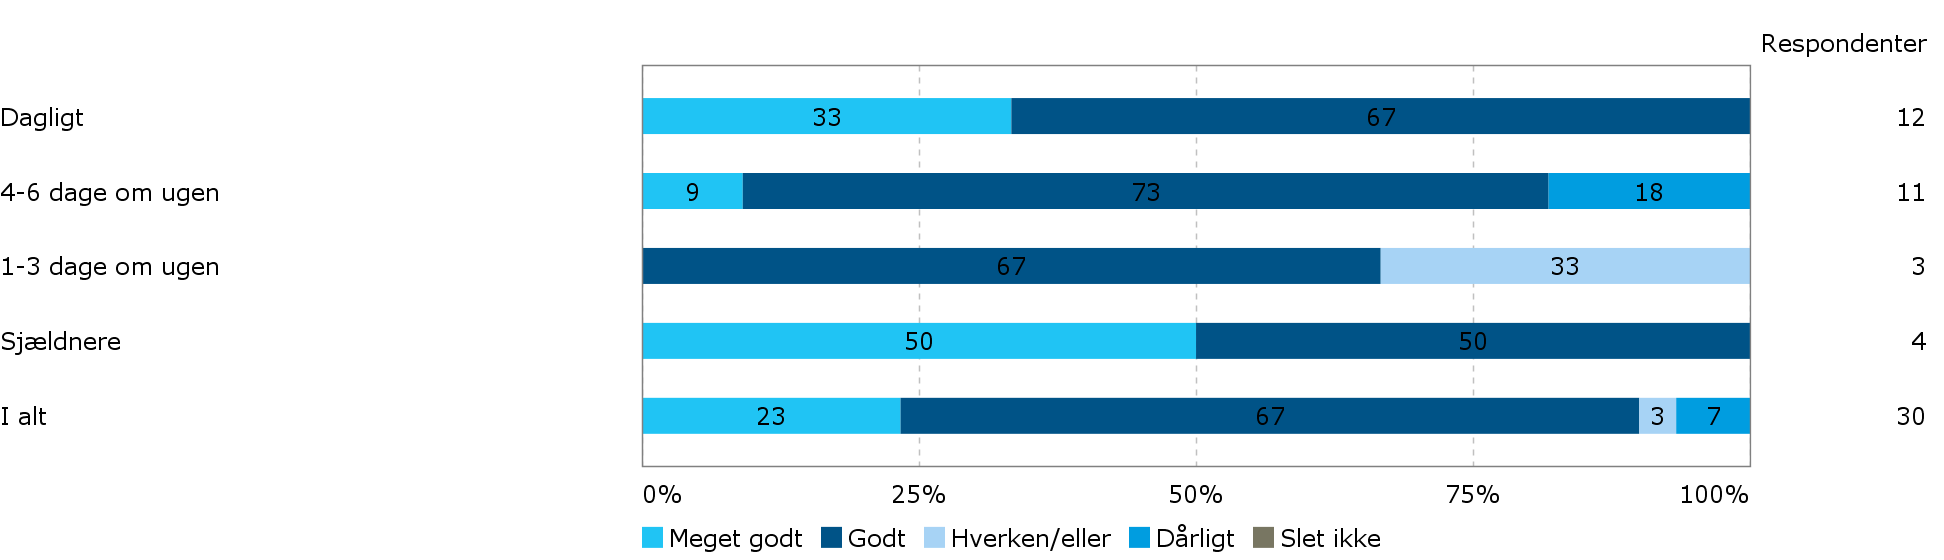 Respondenter
Dagligt 33 67 12
4-6 dage om ugen 9 73 18 11
1-3 dage om ugen 67 33 3
Sjældnere 50 50 4
I alt 23 67 3 7 30
0% 25% 50% 75% 100%
Meget godt Godt Hverken/eller Dårligt Slet ikke